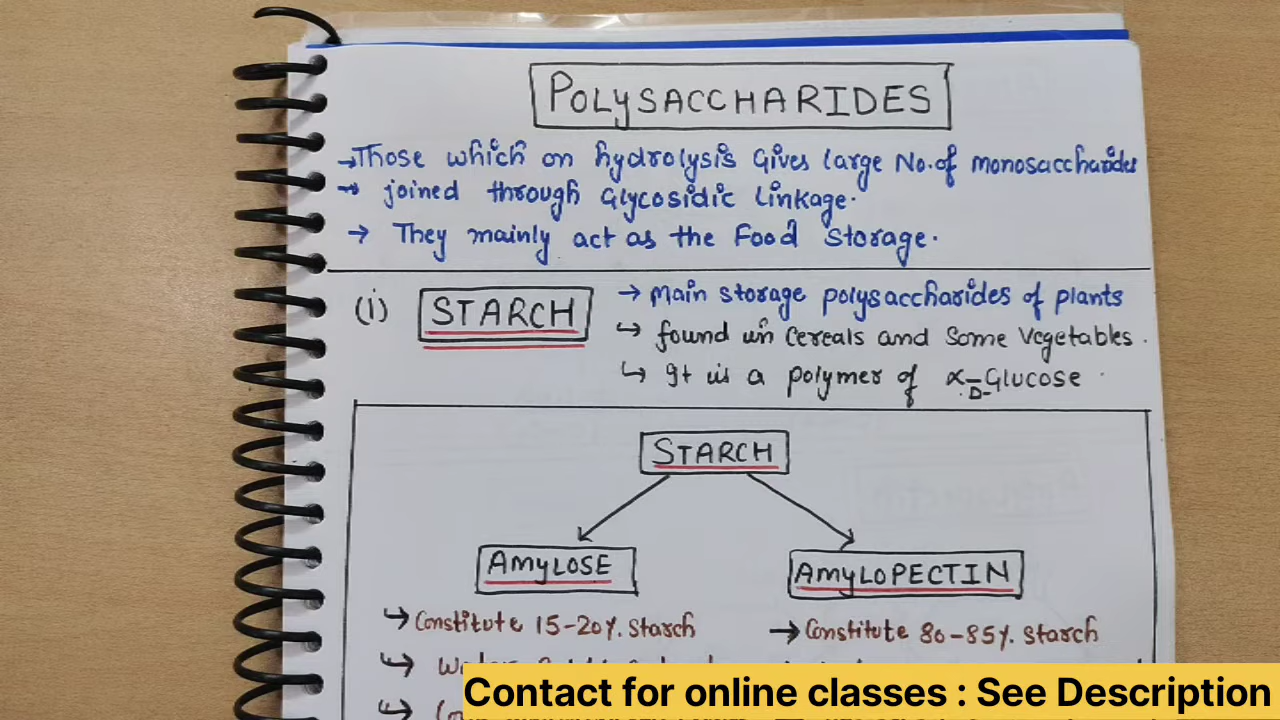 POLYSACCHARIDES
→Those which on hydrolysis Gives large No. of monosaccharides
→ joined through Glycosidic linkage.
→ They mainly act as the Food storage.
(i) STARCH → Main storage polysaccharides of plants
↪ found in Cereals and Some Vegetables.
↪ It is a polymer of α-D-Glucose
STARCH
AMYLOSE AMYLOPECTIN
↪ Constitute 15-20% starch → Constitute 80-85% starch
Contact for online classes : See Description